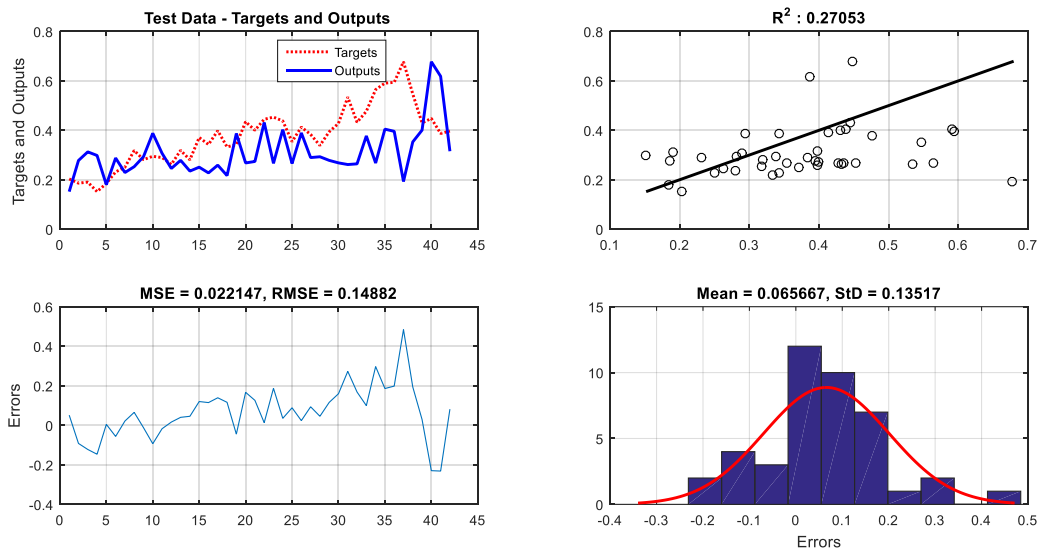 Test Data - Targets and Outputs
Targets and Outputs
0.8
0.6
0.4
0.2
0
Targets
Outputs
0 5 10 15 20 25 30 35 40 45
R² : 0.27053
0.8
0.6
0.4
0.2
0
0.1 0.2 0.3 0.4 0.5 0.6 0.7
MSE = 0.022147, RMSE = 0.14882
Errors
0.6
0.4
0.2
0
-0.2
-0.4
0 5 10 15 20 25 30 35 40 45
Mean = 0.065667, StD = 0.13517
15
10
5
0
-0.4 -0.3 -0.2 -0.1 0 0.1 0.2 0.3 0.4 0.5
Errors